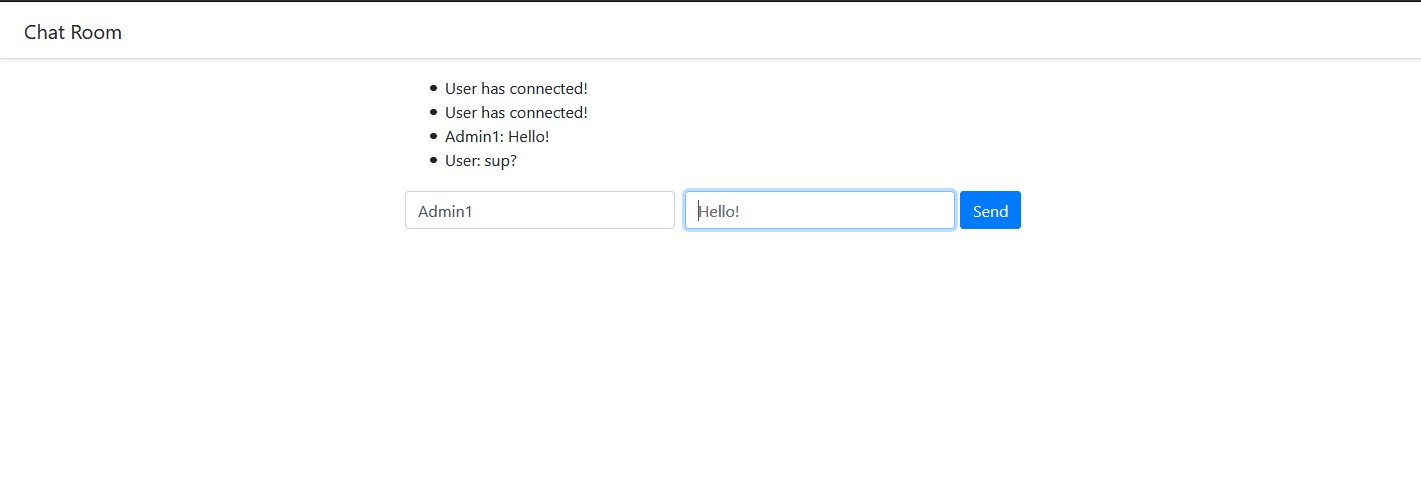 Chat Room
User has connected!
User has connected!
Admin1: Hello!
User: sup?
Admin1 Hello! Send